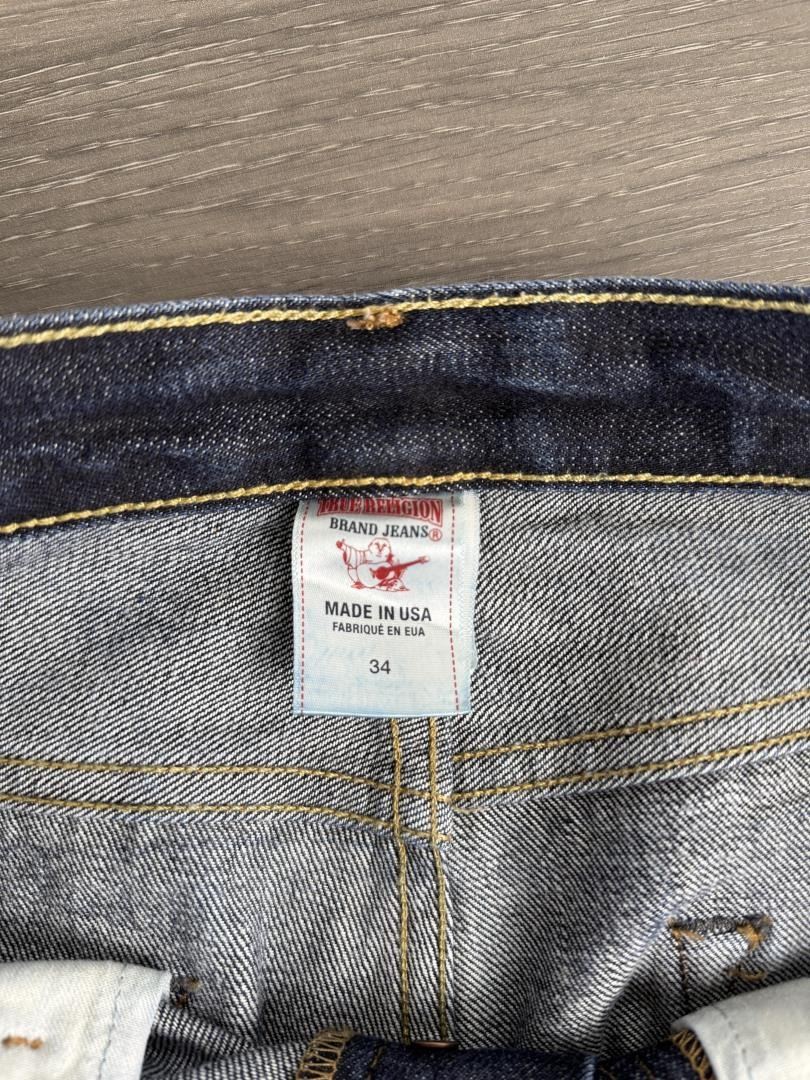 TRUE RELIGION
BRAND JEANS®
MADE IN USA
FABRIQUÉ EN EUA
34